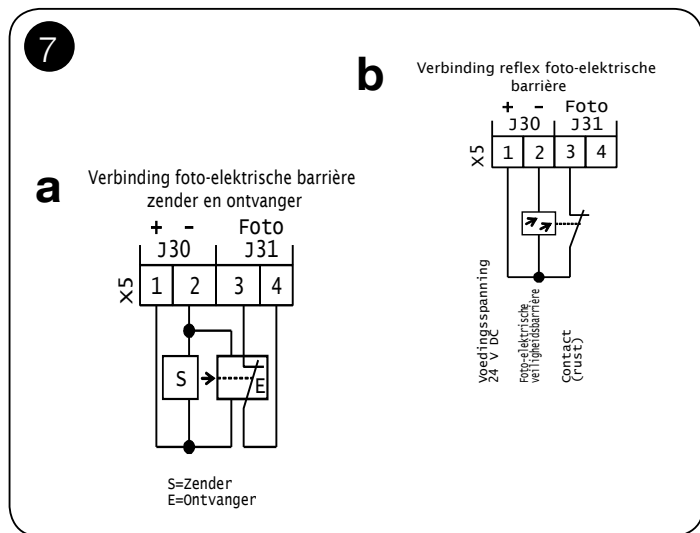 7
a
Verbinding foto-elektrische barrière
zender en ontvanger
+ - Foto
J30 J31
X5 1 2 3 4
S E
S=Zender
E=Ontvanger
b
Verbinding reflex foto-elektrische
barrière
+ - Foto
J30 J31
X5 1 2 3 4
Voedingsspanning
24 V DC
Foto-elektrische
veiligheidsbarrière
Contact
(rust)